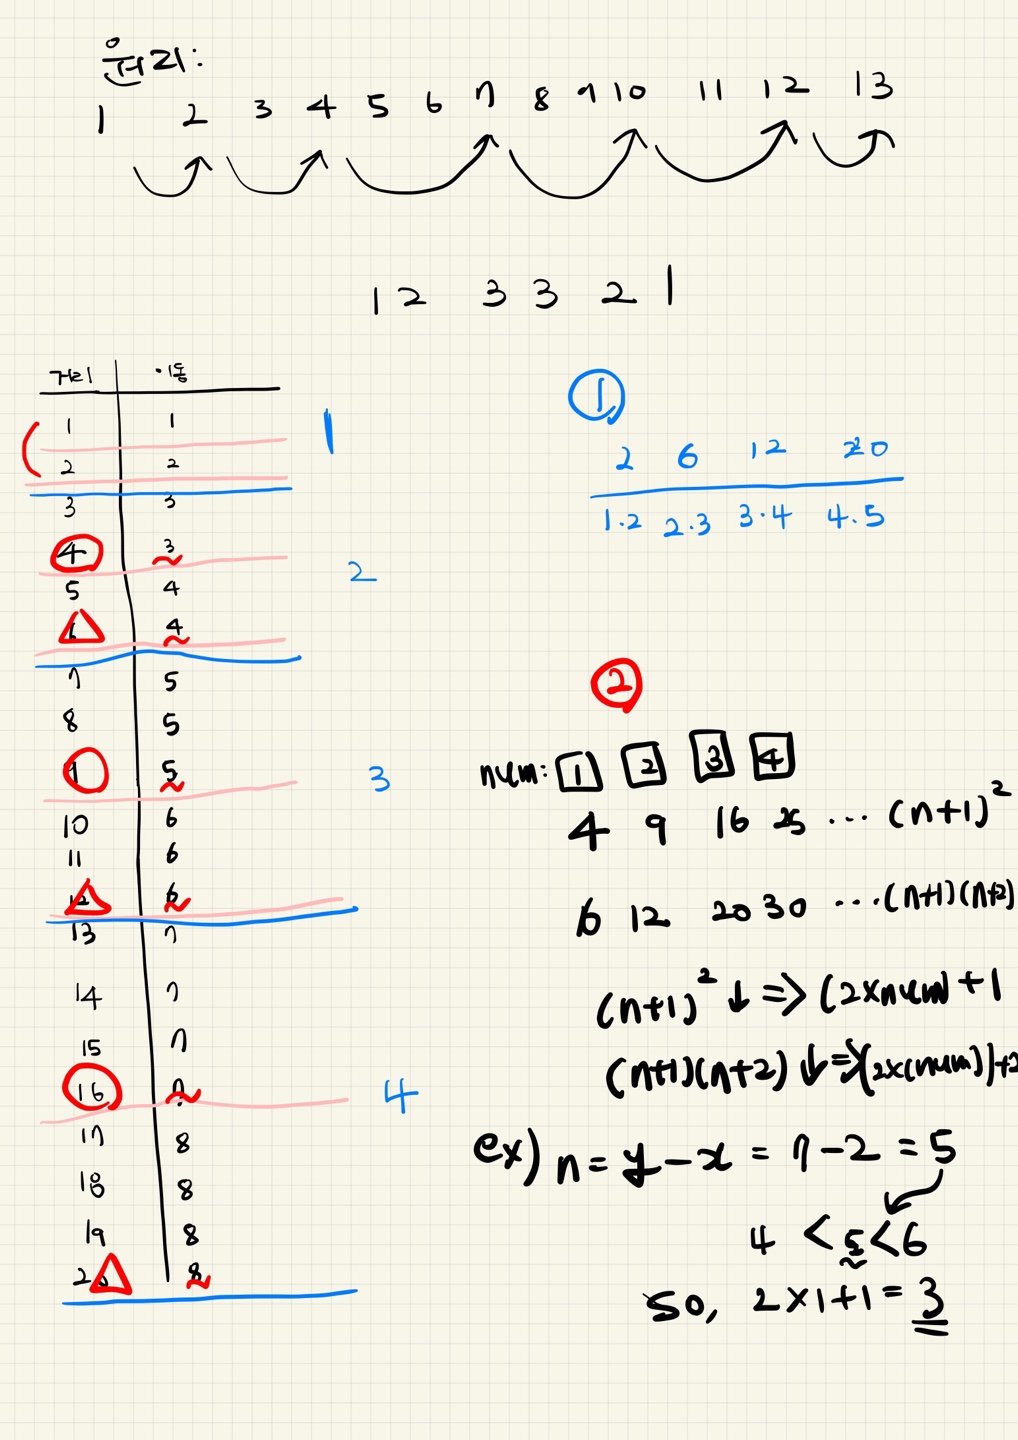 원리:
1 2 3 4 5 6 7 8 9 10 11 12 13
1 2 3 3 2 1
거리 이동
1 1
2 2
1
3 3
4 3
5 4
6 4
2
7 5
8 5
9 5
10 6
11 6
12 6
3
13 7
14 7
15 7
16 7
17 8
18 8
19 8
20 8
4
①
2 6 12 20
1·2 2·3 3·4 4·5
②
num: 1 2 3 4
4 9 16 25 ... (n+1)²
6 12 20 30 ... (n+1)(n+2)
(n+1)² ↓ => (2×num)+1
(n+1)(n+2) ↓ => (2×(num))+2
ex) n = y - x = 7 - 2 = 5
4 < 5 < 6
so, 2×1+1 = 3